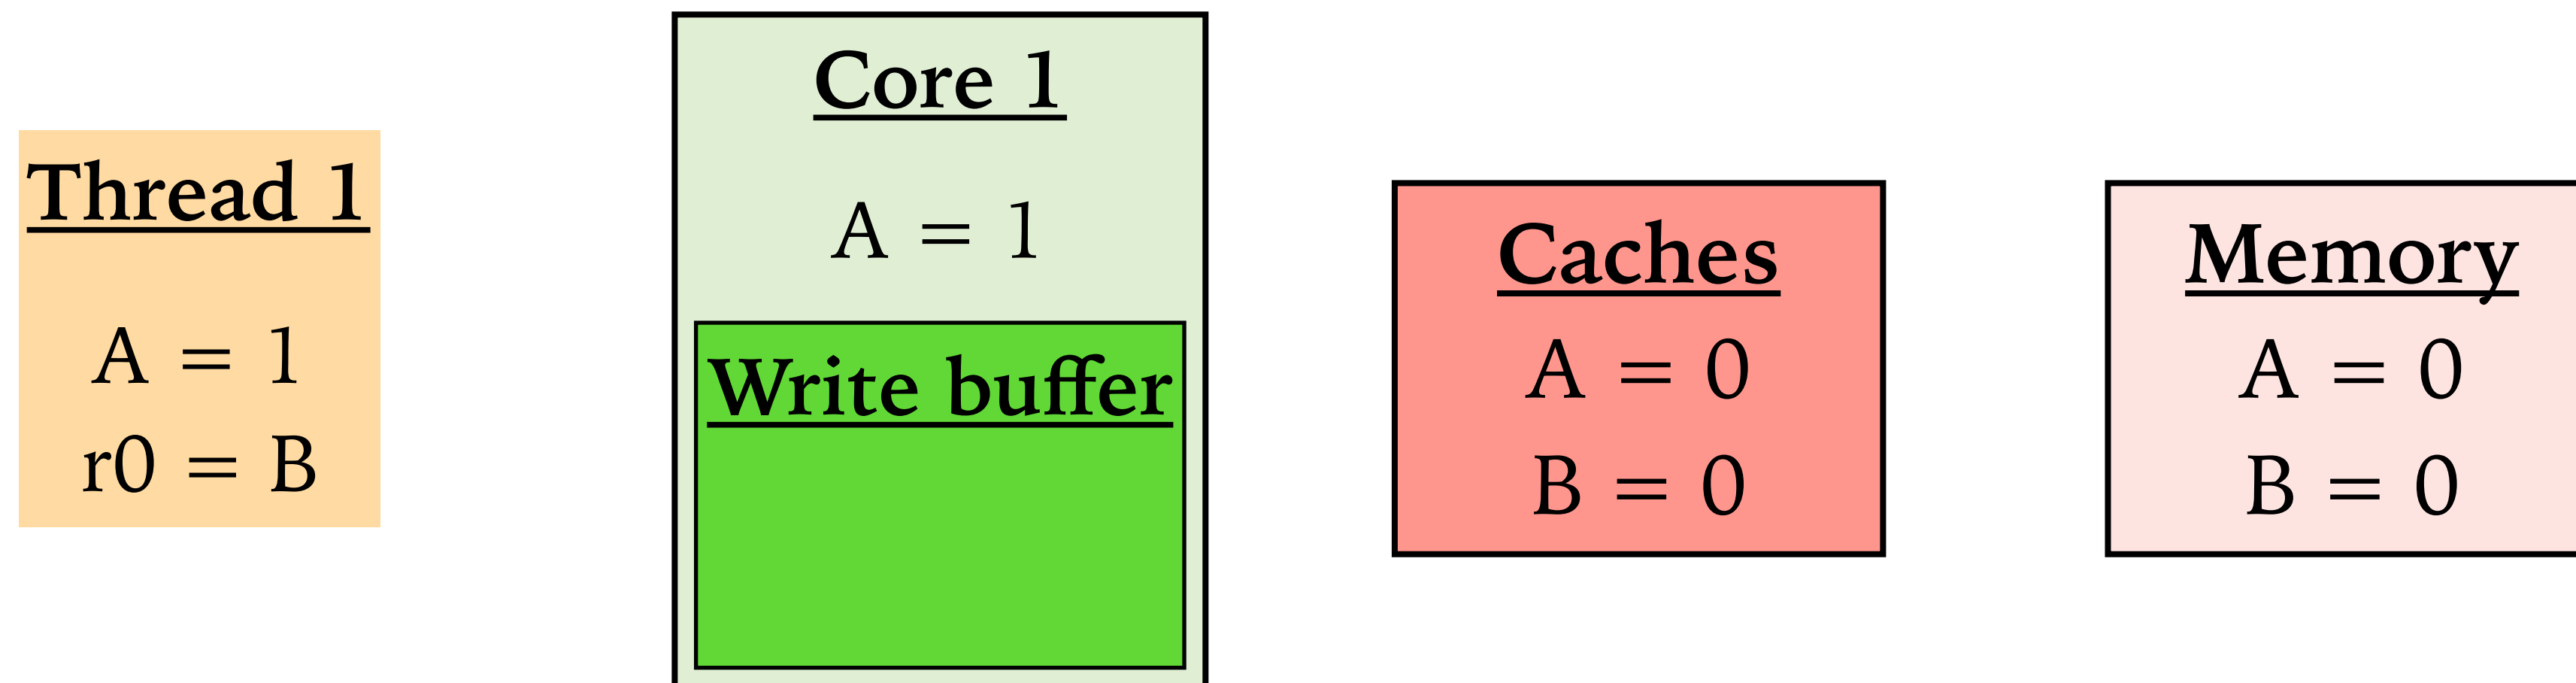 Thread 1
A = 1
r0 = B
Core 1
A = 1
Write buffer
Caches
A = 0
B = 0
Memory
A = 0
B = 0